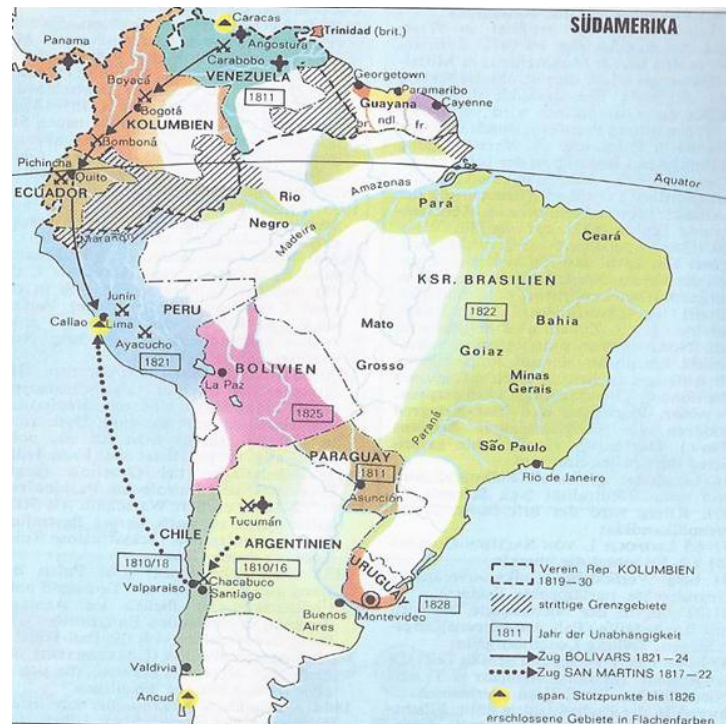 SÜDAMERIKA
Caracas
Panama
Angostura
Trinidad (brit.)
Carabobo
VENEZUELA
Georgetown
Boyacá
1811
Paramaribo
Guayana
Cayenne
Bogotá
br. ndl. fr.
KOLUMBIEN
Bomboná
Pichincha
Quito
Äquator
ECUADOR
Rio
Negro
Amazonas
Pará
Marañón
Madeira
Ceará
KSR. BRASILIEN
Junin
PERU
1822
Callao
Lima
Mato
Grosso
Bahia
Ayacucho
Goiaz
1821
BOLIVIEN
La Paz
Minas
Gerais
1825
Paraná
PARAGUAY
São Paulo
1811
Rio de Janeiro
Asunción
Tucumán
CHILE
ARGENTINIEN
1810/18
1810/16
URUGUAY
Valparaiso
Chacabuco
Santiago
1828
Buenos
Aires
Montevideo
Valdivia
Ancud
Verein. Rep. KOLUMBIEN
1819—30
strittige Grenzgebiete
1811 Jahr der Unabhängigkeit
Zug BOLIVARS 1821—24
Zug SAN MARTINS 1817—22
span. Stützpunkte bis 1826
erschlossene Gebiete in Flächenfarben